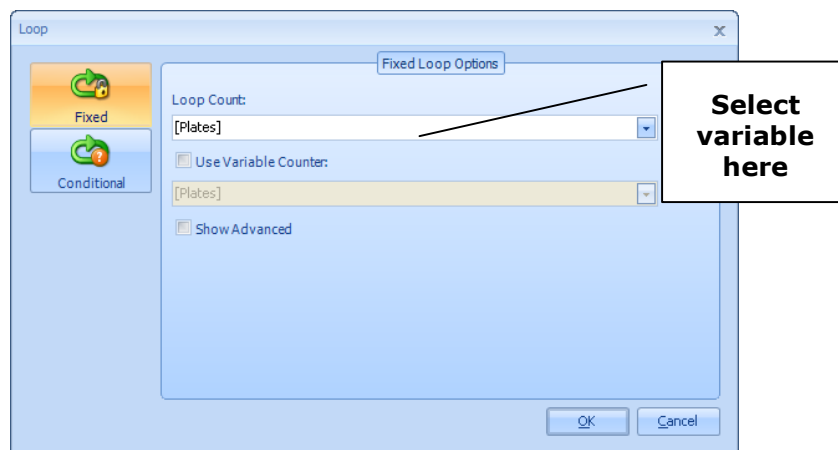 Loop
Fixed
Conditional
Fixed Loop Options
Loop Count:
[Plates]
Use Variable Counter:
[Plates]
Show Advanced
OK
Cancel
Select
variable
here